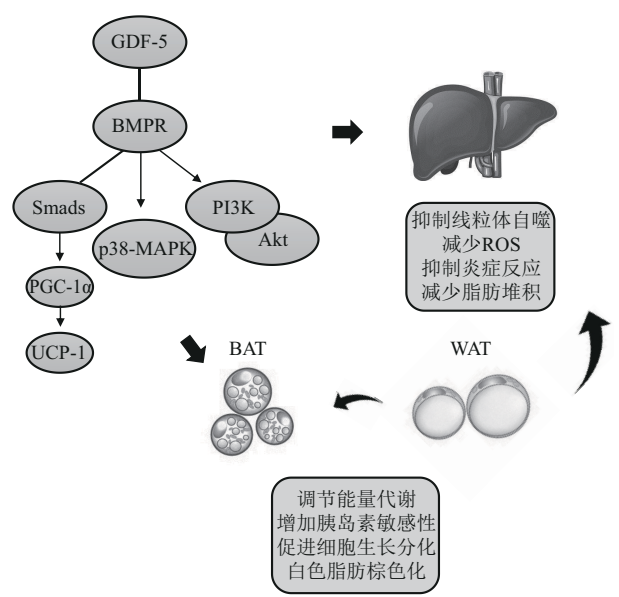 GDF-5
BMPR
Smads
PI3K
Akt
p38-MAPK
PGC-1α
UCP-1
抑制线粒体自噬
减少ROS
抑制炎症反应
减少脂肪堆积
BAT
WAT
调节能量代谢
增加胰岛素敏感性
促进细胞生长分化
白色脂肪棕色化